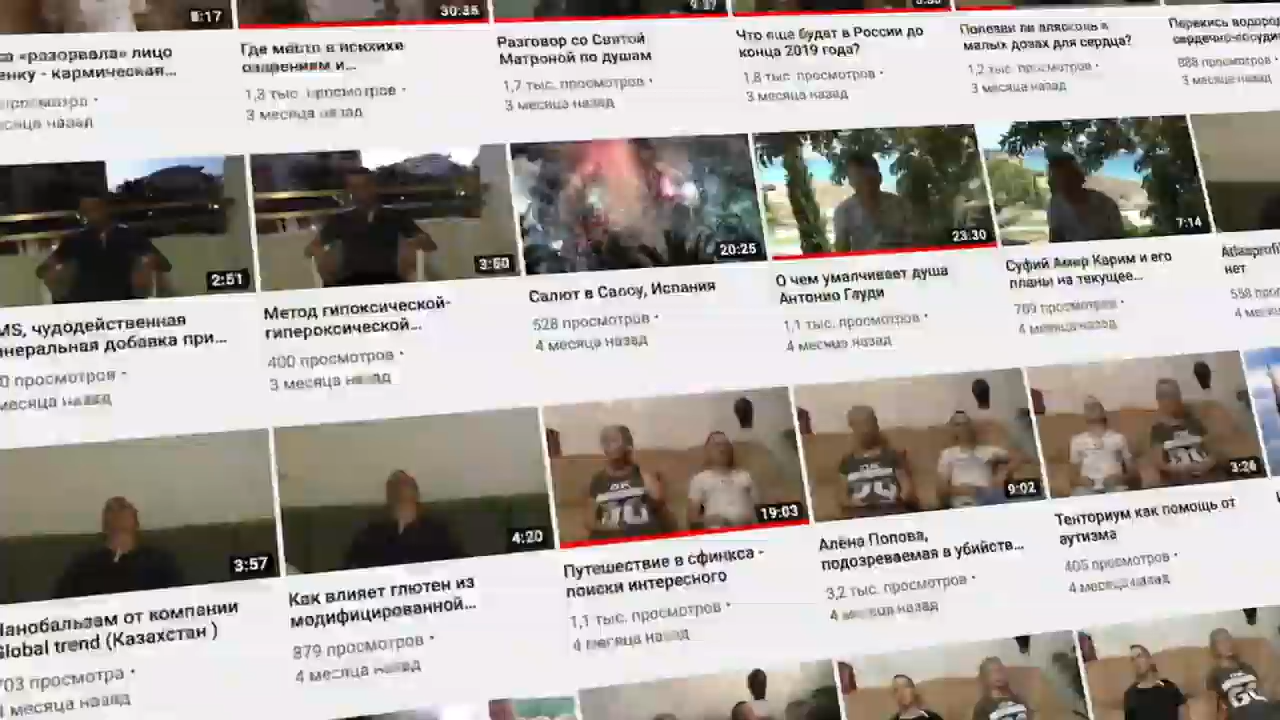 8:17
30:35
«разорвала» лицо
кармическая...
Где место в психике
озарениям и...
1,3 тыс. просмотров •
3 месяца назад
Разговор со Святой
Матроной по душам
1,7 тыс. просмотров •
3 месяца назад
Что еще будат в России до
конца 2019 года?
1,8 тыс. просмотров •
3 месяца назад
малых дозах для сердца?
1,2 тыс. просмотров •
3 месяца назад
Перекись
888 просмотров •
3 месяца назад
2:51
MS, чудодейственная
добавка при...
0 просмотров •
месяца назад
3:50
Метод гипоксической-
гипероксической...
400 просмотров •
3 месяца назад
20:25
Салют в Салоу, Испания
528 просмотров •
4 месяца назад
23:30
О чем умалчивает душа
Антонио Гауди
1,1 тыс. просмотров •
4 месяца назад
7:14
Суфий Амир Карим и его
планы на текущее...
769 просмотров •
4 месяца назад
нет
558
3:57
Нанобальзам от компании
Global trend (Казахстан )
703 просмотра •
4 месяца назад
4:20
Как влияет глютен из
модифицированной...
879 просмотров •
4 месяца назад
19:03
Путешествие в сфинкса -
поиски интересного
1,1 тыс. просмотров •
4 месяца назад
9:02
Алёна Попова,
подозреваемая в убийств...
3,2 тыс. просмотров •
4 месяца назад
3:26
Тенториум как помощь от
аутизма
405 просмотров •
4 месяца назад